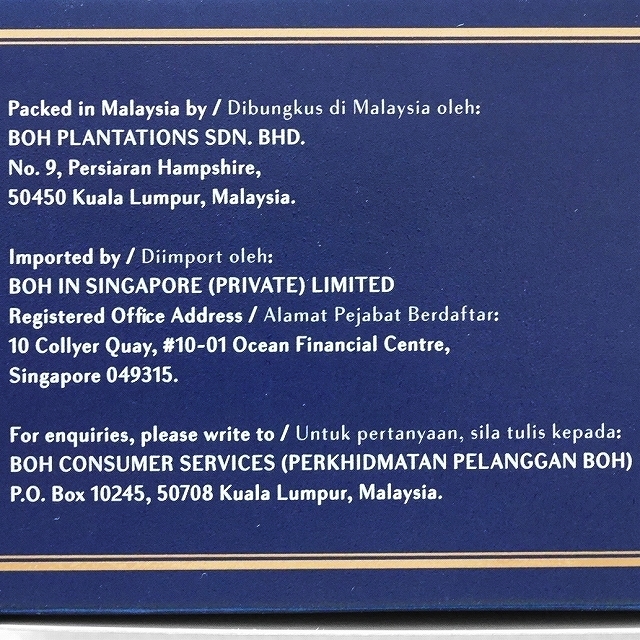 Packed in Malaysia by / Dibungkus di Malaysia oleh:
BOH PLANTATIONS SDN. BHD.
No. 9, Persiaran Hampshire,
50450 Kuala Lumpur, Malaysia.
Imported by / Diimport oleh:
BOH IN SINGAPORE (PRIVATE) LIMITED
Registered Office Address / Alamat Pejabat Berdaftar:
10 Collyer Quay, #10-01 Ocean Financial Centre,
Singapore 049315.
For enquiries, please write to / Untuk pertanyaan, sila tulis kepada:
BOH CONSUMER SERVICES (PERKHIDMATAN PELANGGAN BOH)
P.O. Box 10245, 50708 Kuala Lumpur, Malaysia.